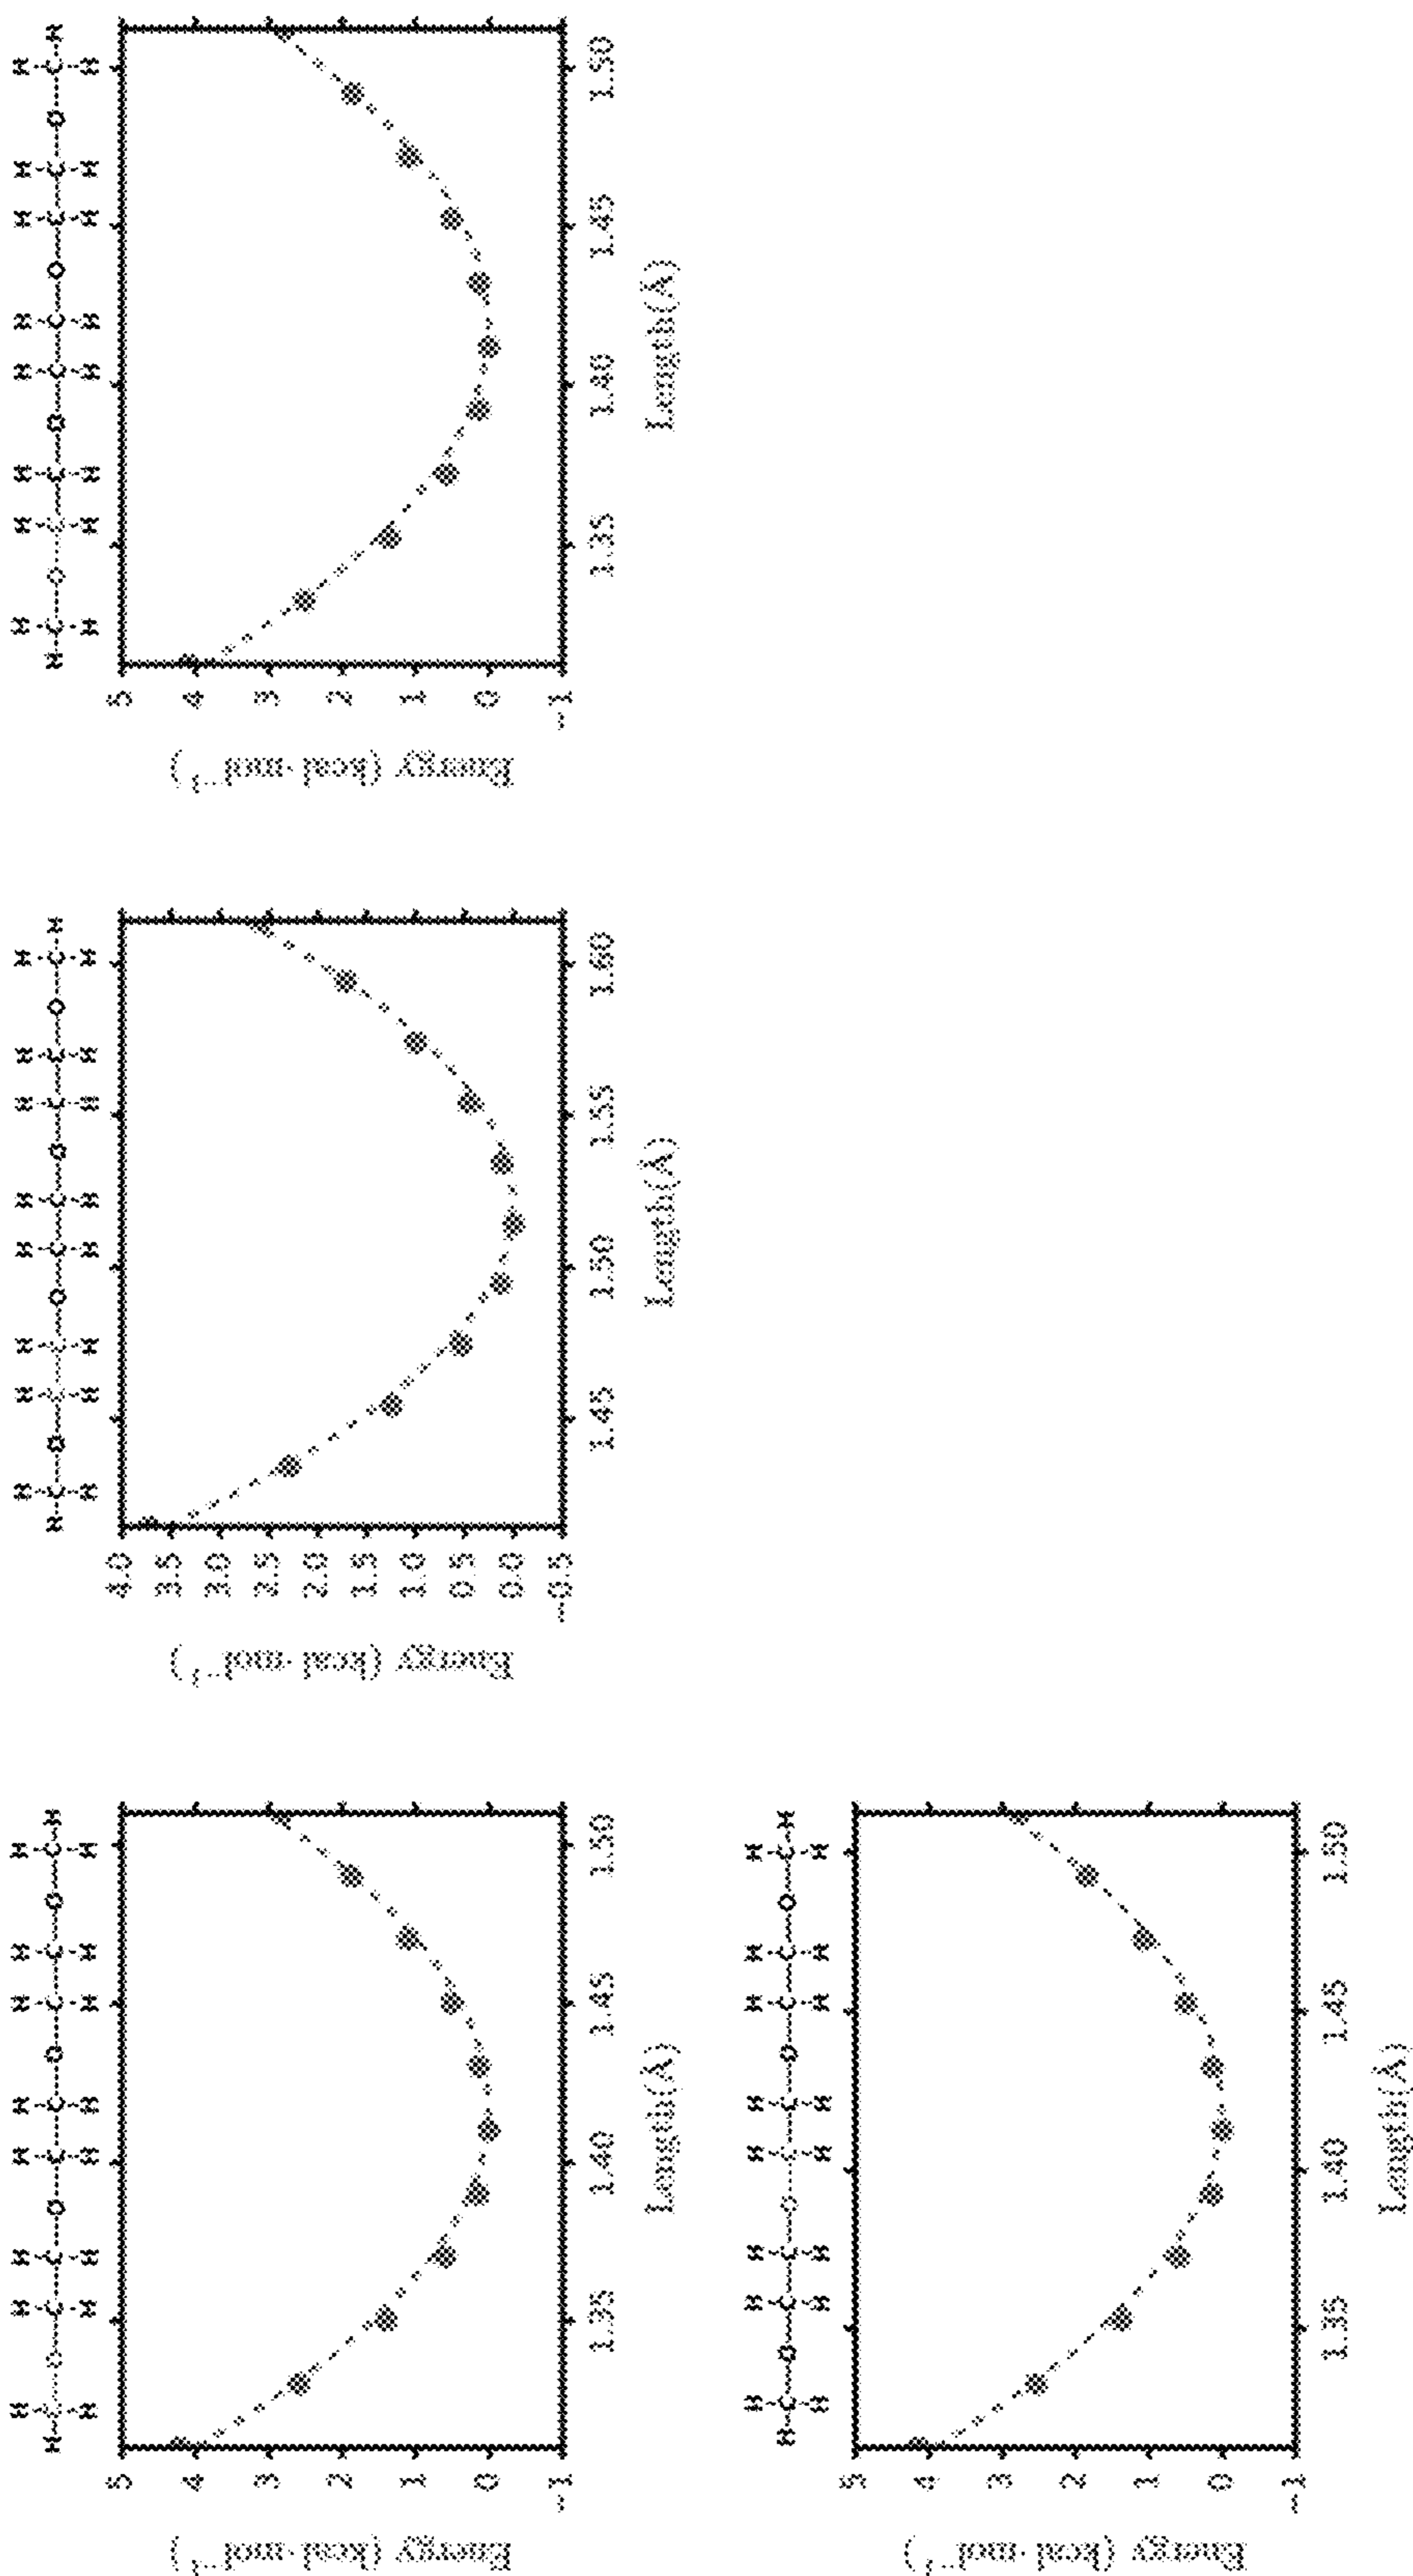 H H H H H H H H
H-C-O-C-C-O-C-C-O-C-C-O-C-H
H H H H H H H H
Energy (kcal·mol⁻¹)
5
4
3
2
1
0
-1
1.35 1.40 1.45 1.50
Length(Å)
H H H H H H H H
H-C-O-C-C-O-C-C-O-C-C-O-C-H
H H H H H H H H
Energy (kcal·mol⁻¹)
4.0
3.5
3.0
2.5
2.0
1.5
1.0
0.5
0.0
-0.5
1.45 1.50 1.55 1.60
Length(Å)
H H H H H H H H
H-C-O-C-C-O-C-C-O-C-C-O-C-H
H H H H H H H H
Energy (kcal·mol⁻¹)
5
4
3
2
1
0
-1
1.35 1.40 1.45 1.50
Length(Å)
H H H H H H H H
H-C-O-C-C-O-C-C-O-C-C-O-C-H
H H H H H H H H
Energy (kcal·mol⁻¹)
5
4
3
2
1
0
-1
1.35 1.40 1.45 1.50
Length(Å)